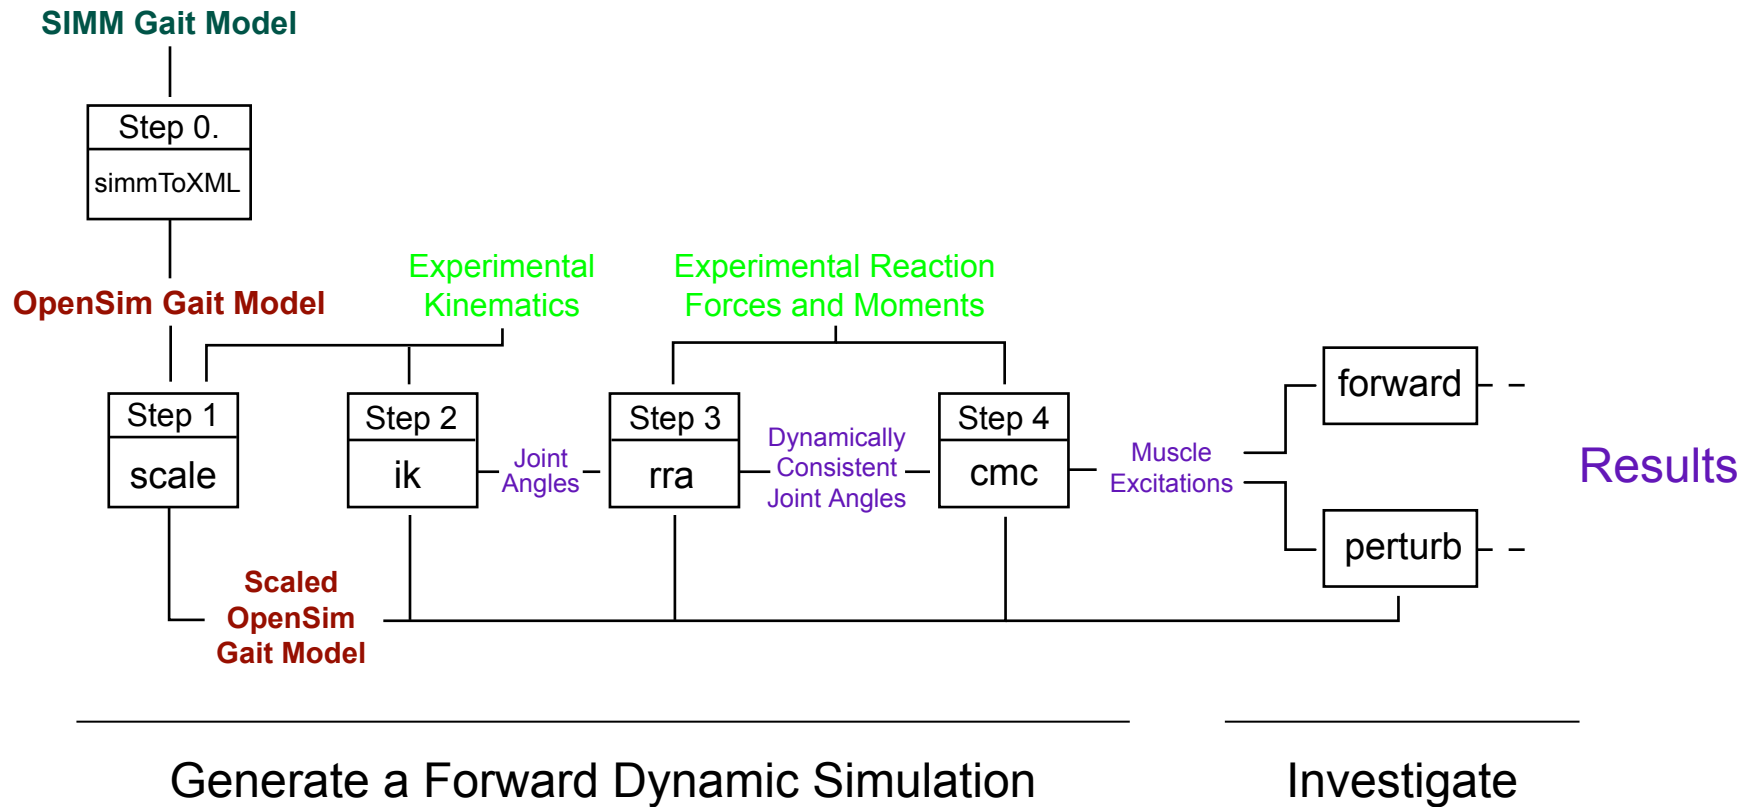 SIMM Gait Model
Step 0.
simmToXML
OpenSim Gait Model
Experimental
Kinematics
Experimental Reaction
Forces and Moments
Step 1
scale
Step 2
ik
Joint
Angles
Step 3
rra
Dynamically
Consistent
Joint Angles
Step 4
cmc
Muscle
Excitations
forward
perturb
Results
Scaled
OpenSim
Gait Model
Generate a Forward Dynamic Simulation
Investigate